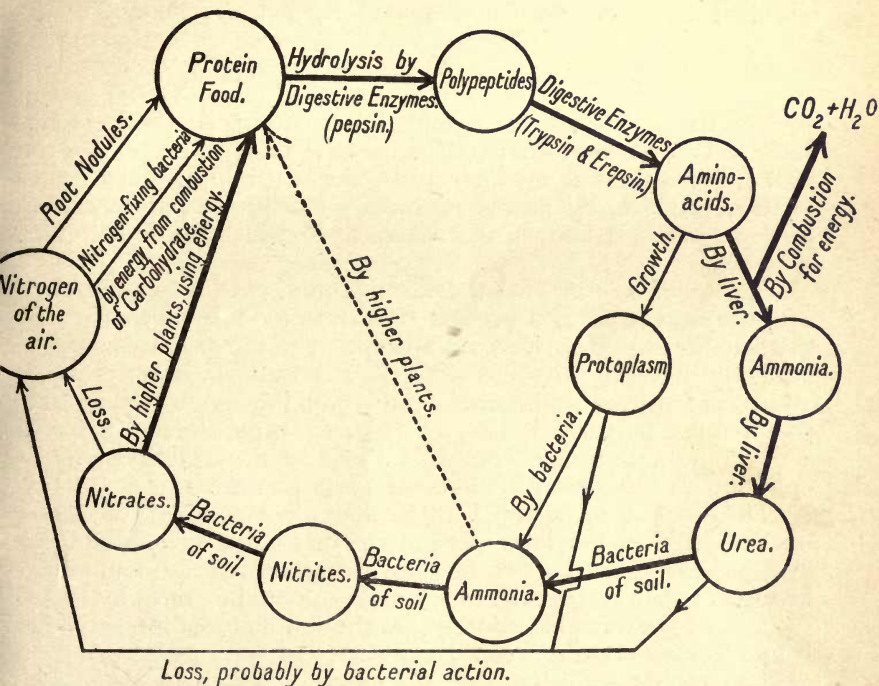 Protein
Food.
Hydrolysis by
Digestive Enzymes.
(pepsin.)
Polypeptides
Digestive Enzymes
(Trypsin & Erepsin.)
Amino-
acids.
CO₂+H₂O
By Combustion
for energy.
By liver.
Growth.
Root Nodules.
Nitrogen-fixing bacteria
by energy from combustion
of Carbohydrate.
By higher plants, using energy.
By higher plants.
Nitrogen
of the
air.
Loss.
Protoplasm
Ammonia.
By liver.
By bacteria.
Nitrates.
Bacteria
of soil.
Nitrites.
Bacteria
of soil
Ammonia.
Bacteria
of soil.
Urea.
Loss, probably by bacterial action.